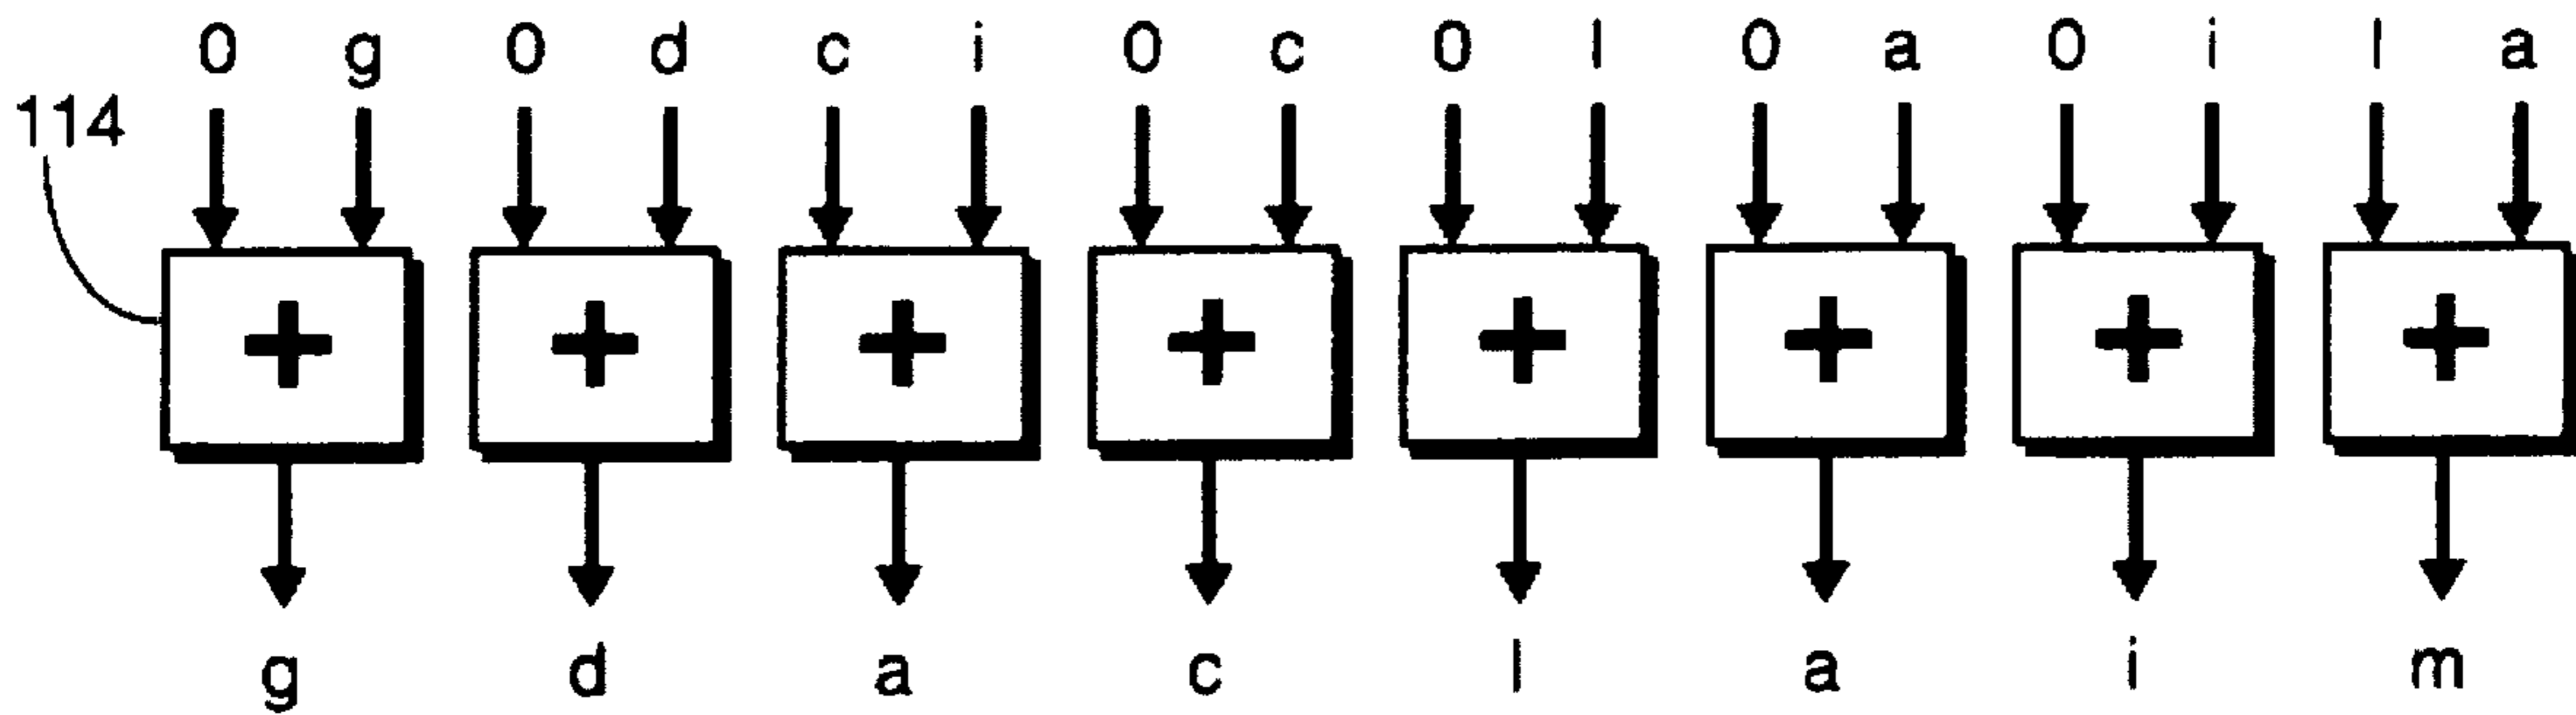 0 g 0 d c i 0 c 0 l 0 a 0 i l a
114
+ + + + + + + +
g d a c l a i m